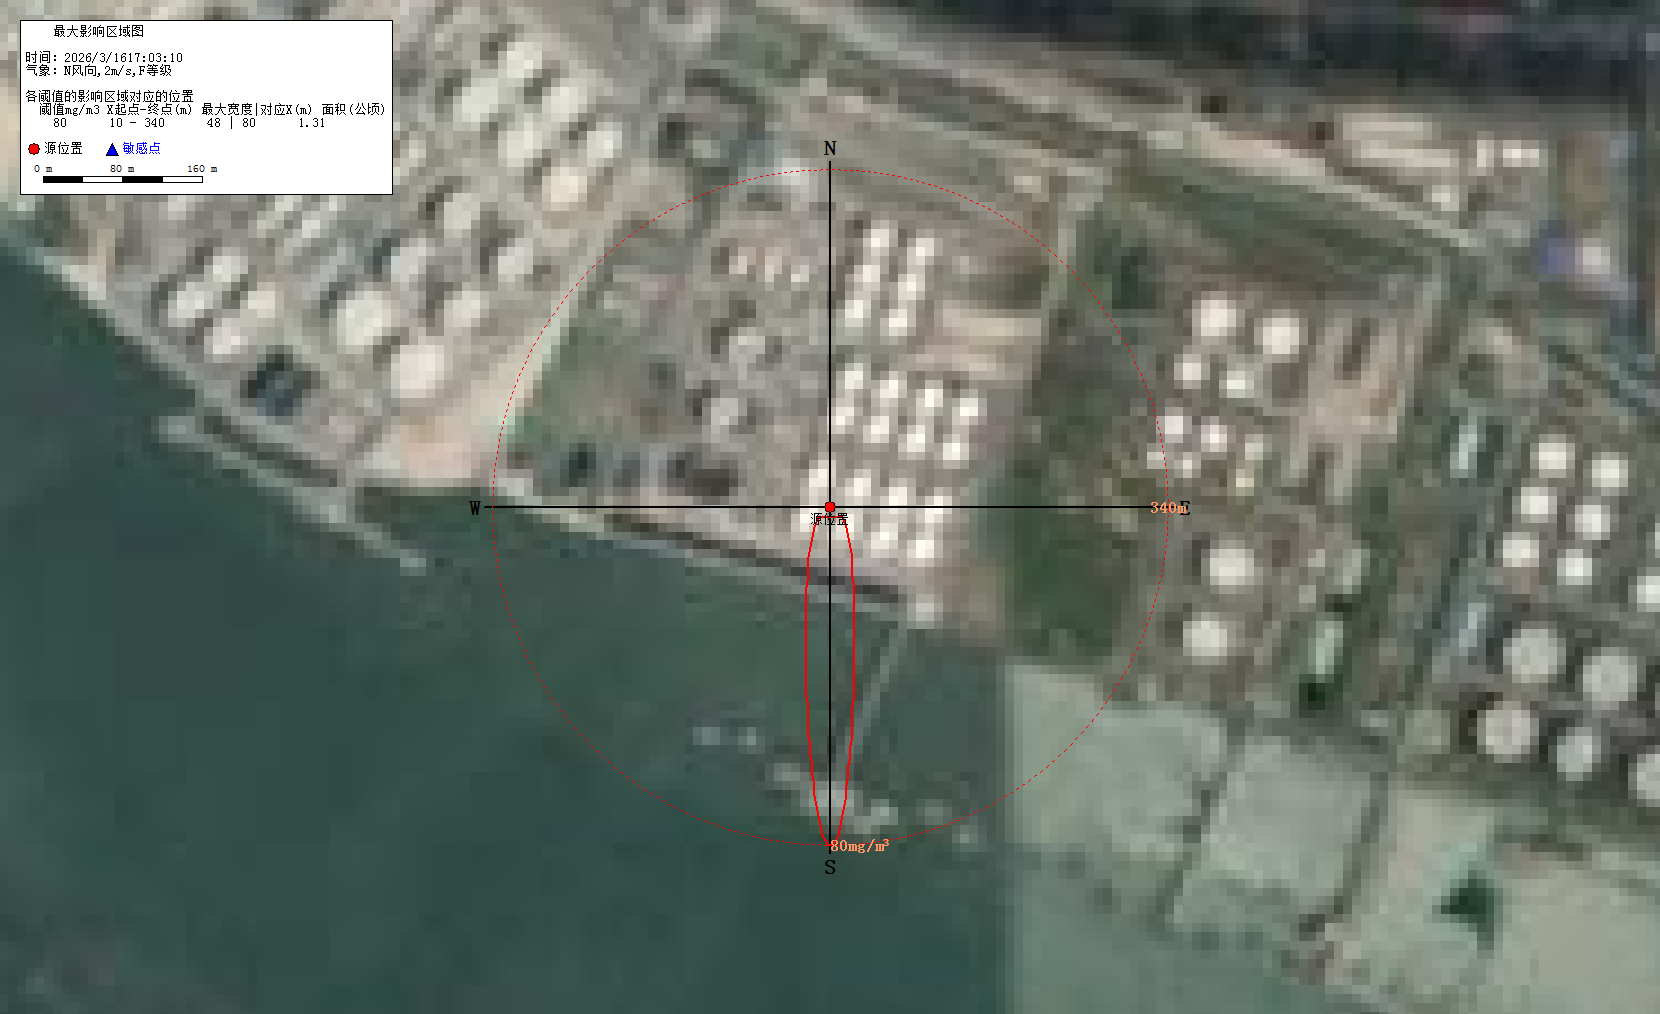 最大影响区域图
时间：2026/3/1617:03:10
气象：N风向,2m/s,F等级
各阈值的影响区域对应的位置
阈值mg/m3 X起点-终点(m) 最大宽度|对应X(m) 面积(公顷)
80 10 - 340 48 | 80 1.31
源位置 敏感点
0 m 80 m 160 m
N
W 340m E
源位置
80mg/m³
S